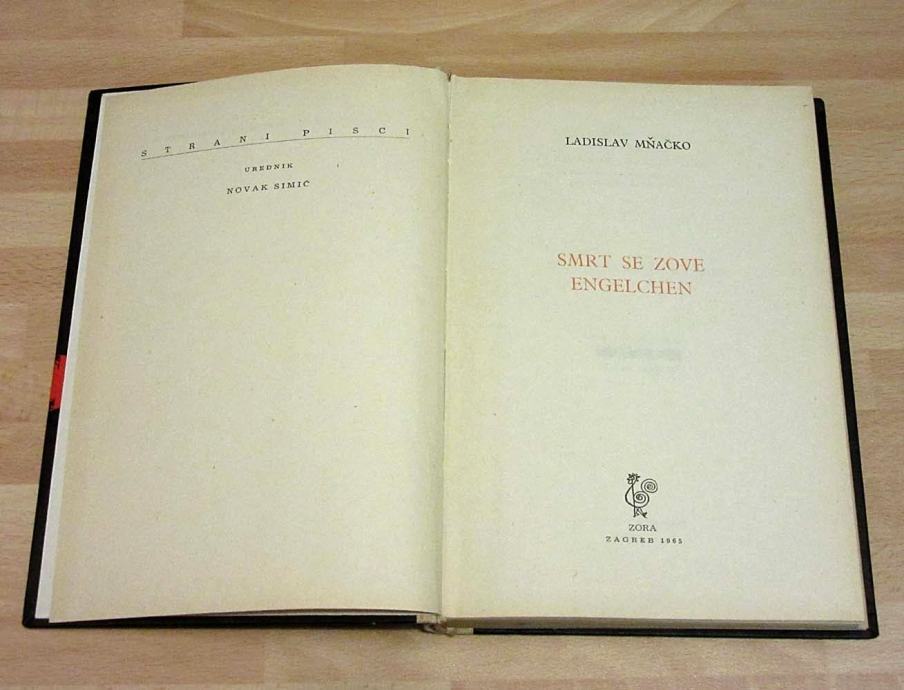 STRANI PISCI
UREDNIK
NOVAK SIMIĆ
LADISLAV MŇAČKO
SMRT SE ZOVE
ENGELCHEN
ZORA
ZAGREB 1965